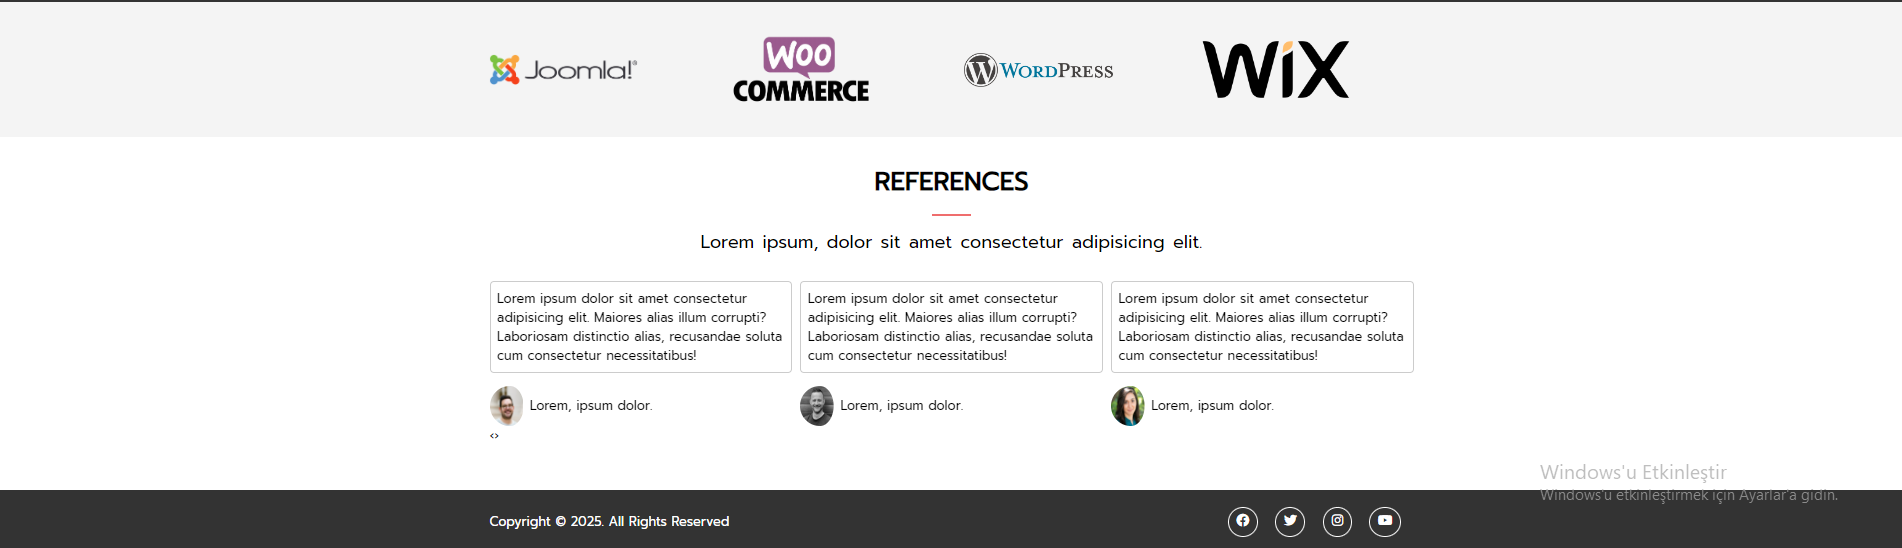 Joomla!®
WOO
COMMERCE
WORDPRESS
WiX
REFERENCES
Lorem ipsum, dolor sit amet consectetur adipisicing elit.
Lorem ipsum dolor sit amet consectetur
adipisicing elit. Maiores alias illum corrupti?
Laboriosam distinctio alias, recusandae soluta
cum consectetur necessitatibus!
Lorem, ipsum dolor.
Lorem ipsum dolor sit amet consectetur
adipisicing elit. Maiores alias illum corrupti?
Laboriosam distinctio alias, recusandae soluta
cum consectetur necessitatibus!
Lorem, ipsum dolor.
Lorem ipsum dolor sit amet consectetur
adipisicing elit. Maiores alias illum corrupti?
Laboriosam distinctio alias, recusandae soluta
cum consectetur necessitatibus!
Lorem, ipsum dolor.
‹›
Windows'u Etkinleştir
Windows'u etkinleştirmek için Ayarlar'a gidin.
Copyright © 2025. All Rights Reserved